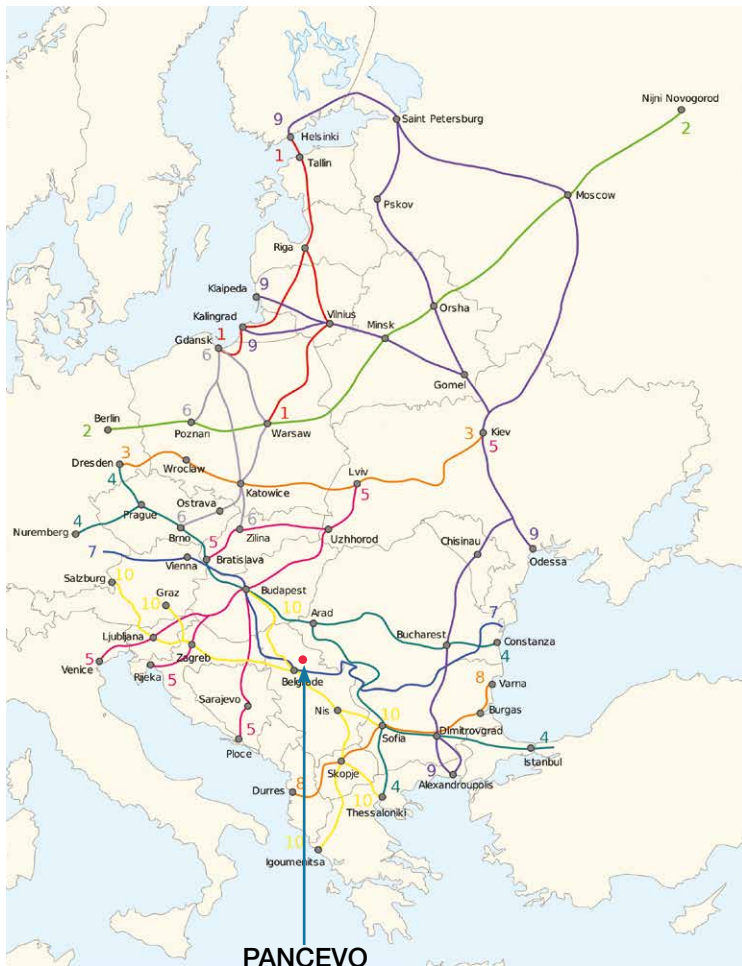 Nijni Novogorod
2
9
Saint Petersburg
Helsinki
1
Tallin
Moscow
Pskov
Riga
Klaipeda
9
Orsha
Kalingrad
Vilnius
Minsk
1
Gdansk
6
9
Gomel
Berlin
6
1
2
Poznan
Warsaw
3
Kiev
5
3
Dresden
Wroclaw
Lviv
4
Katowice
5
Ostrava
Prague
4
6
6
Nuremberg
Brno
Zilina
Uzhhorod
Chisinau
9
5
7
Vienna
Bratislava
Odessa
Salzburg
10
Budapest
Graz
10
10
Arad
7
Ljubljana
Bucharest
Constanza
4
Zagreb
Venice
5
Rijeka
5
Belgrade
8
Varna
Sarajevo
Nis
10
Burgas
5
Sofia
Dimitrovgrad
Ploce
4
Istanbul
Skopje
8
9
Durres
10
4
Alexandroupolis
Thessaloniki
10
Igoumenitsa
PANCEVO